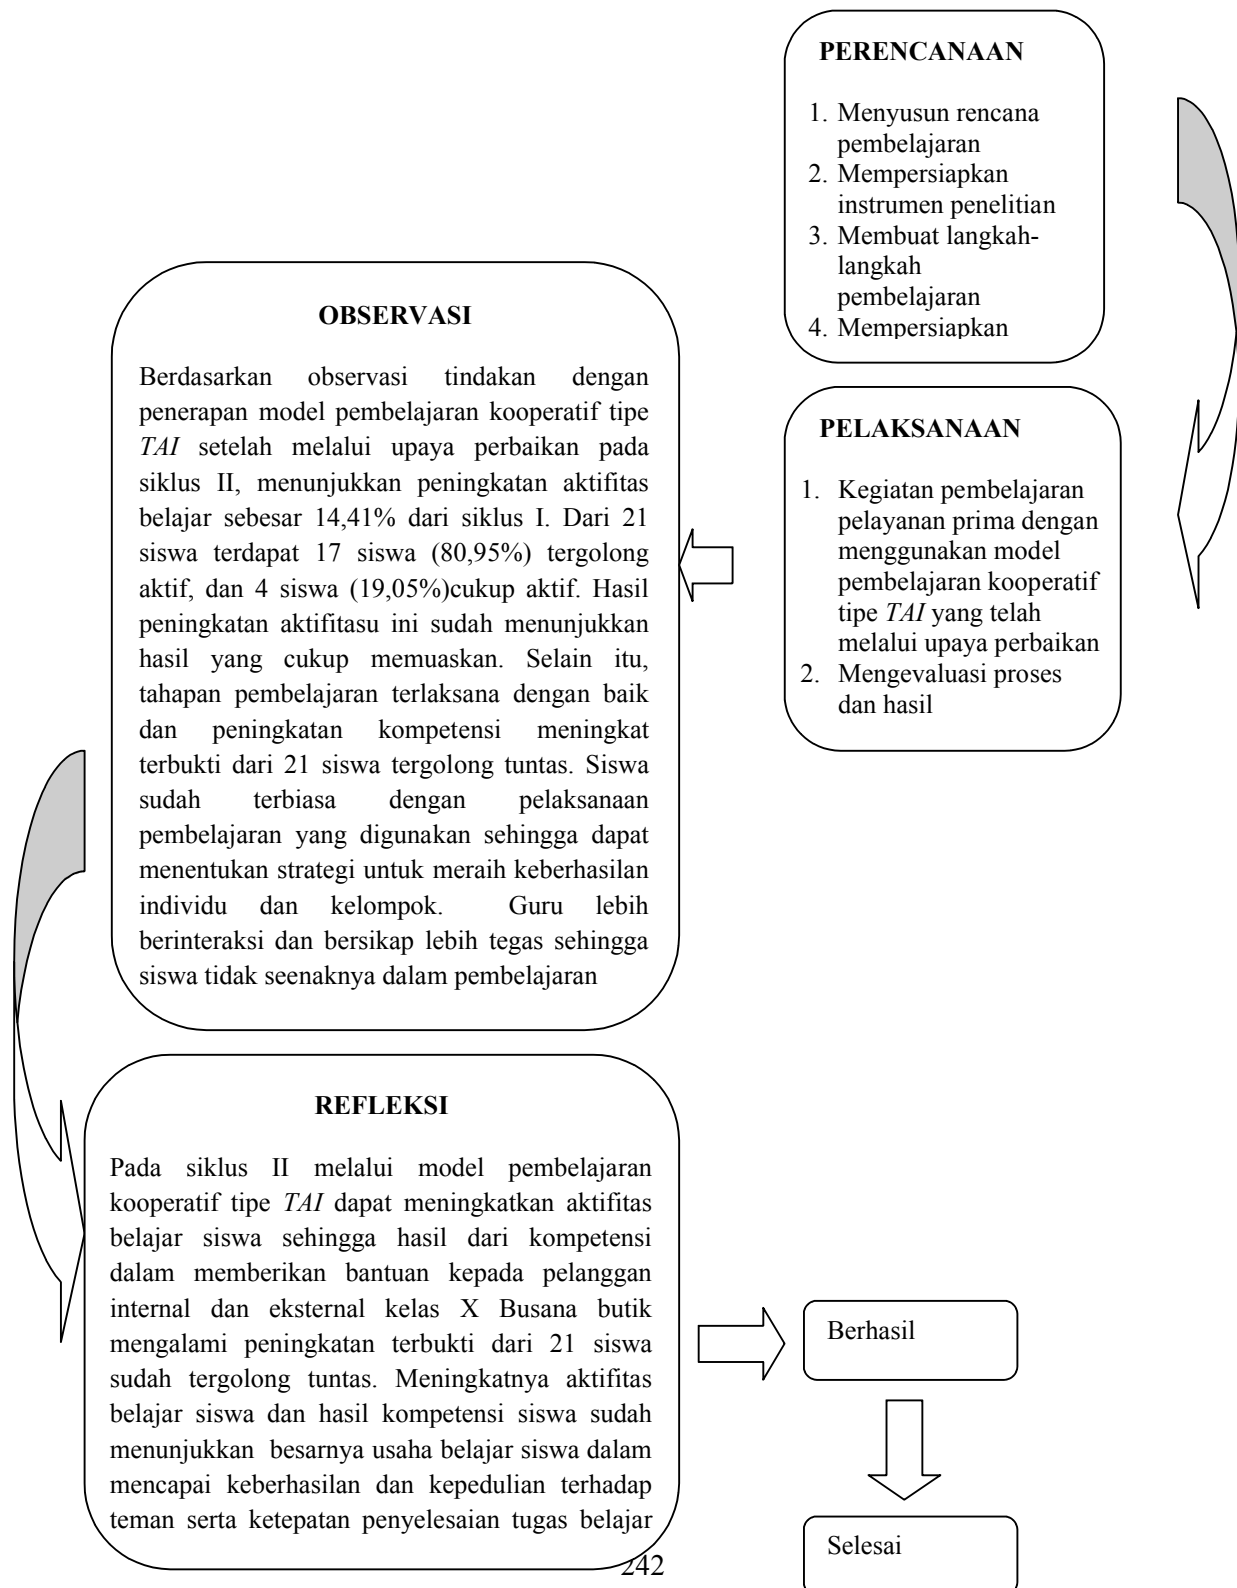 PERENCANAAN
1. Menyusun rencana
pembelajaran
2. Mempersiapkan
instrumen penelitian
3. Membuat langkah-
langkah
pembelajaran
4. Mempersiapkan
PELAKSANAAN
1. Kegiatan pembelajaran
pelayanan prima dengan
menggunakan model
pembelajaran kooperatif
tipe TAI yang telah
melalui upaya perbaikan
2. Mengevaluasi proses
dan hasil
OBSERVASI
Berdasarkan observasi tindakan dengan
penerapan model pembelajaran kooperatif tipe
TAI setelah melalui upaya perbaikan pada
siklus II, menunjukkan peningkatan aktifitas
belajar sebesar 14,41% dari siklus I. Dari 21
siswa terdapat 17 siswa (80,95%) tergolong
aktif, dan 4 siswa (19,05%)cukup aktif. Hasil
peningkatan aktifitasu ini sudah menunjukkan
hasil yang cukup memuaskan. Selain itu,
tahapan pembelajaran terlaksana dengan baik
dan peningkatan kompetensi meningkat
terbukti dari 21 siswa tergolong tuntas. Siswa
sudah terbiasa dengan pelaksanaan
pembelajaran yang digunakan sehingga dapat
menentukan strategi untuk meraih keberhasilan
individu dan kelompok. Guru lebih
berinteraksi dan bersikap lebih tegas sehingga
siswa tidak seenaknya dalam pembelajaran
REFLEKSI
Pada siklus II melalui model pembelajaran
kooperatif tipe TAI dapat meningkatkan aktifitas
belajar siswa sehingga hasil dari kompetensi
dalam memberikan bantuan kepada pelanggan
internal dan eksternal kelas X Busana butik
mengalami peningkatan terbukti dari 21 siswa
sudah tergolong tuntas. Meningkatnya aktifitas
belajar siswa dan hasil kompetensi siswa sudah
menunjukkan besarnya usaha belajar siswa dalam
mencapai keberhasilan dan kepedulian terhadap
teman serta ketepatan penyelesaian tugas belajar
Berhasil
Selesai
242